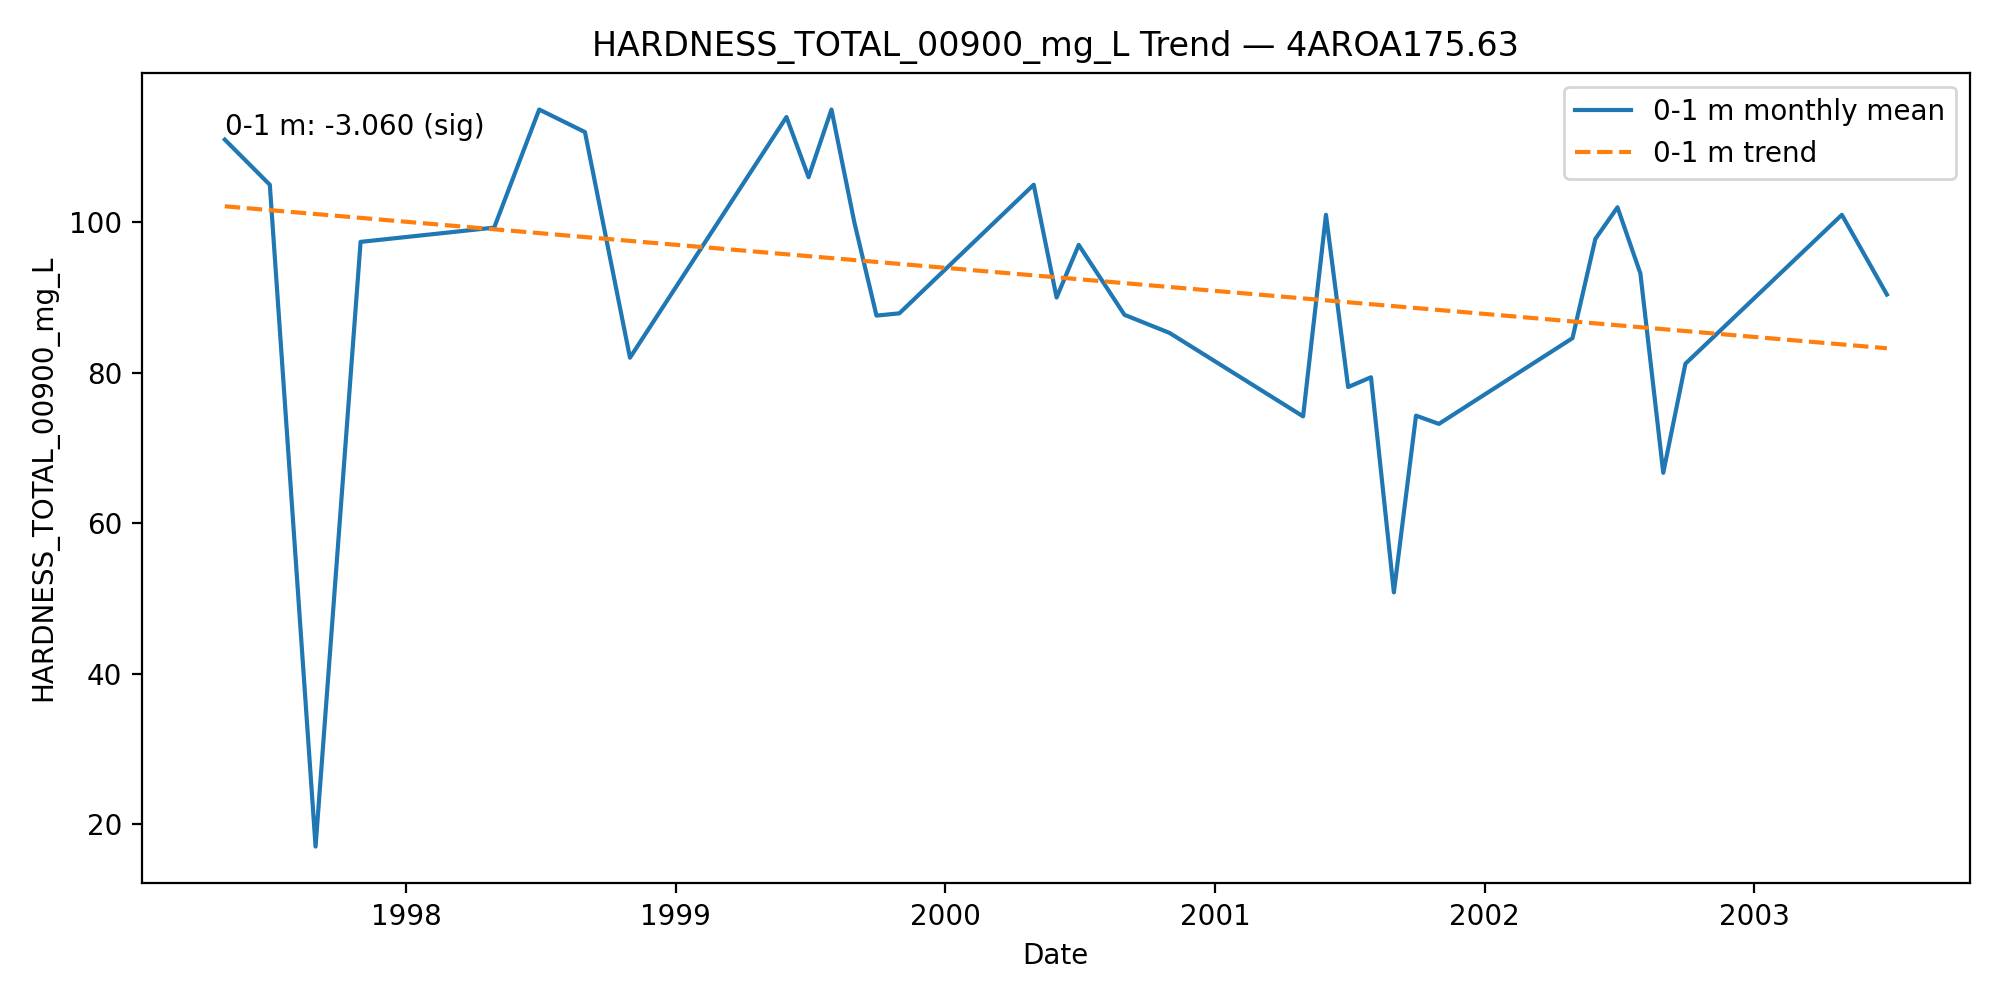 HARDNESS_TOTAL_00900_mg_L Trend — 4AROA175.63
0-1 m: -3.060 (sig)
0-1 m monthly mean
0-1 m trend
HARDNESS_TOTAL_00900_mg_L
100
80
60
40
20
1998
1999
2000
2001
2002
2003
Date